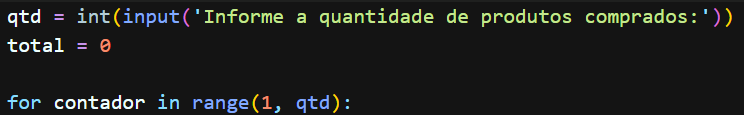 qtd = int(input('Informe a quantidade de produtos comprados:'))
total = 0
for contador in range(1, qtd):